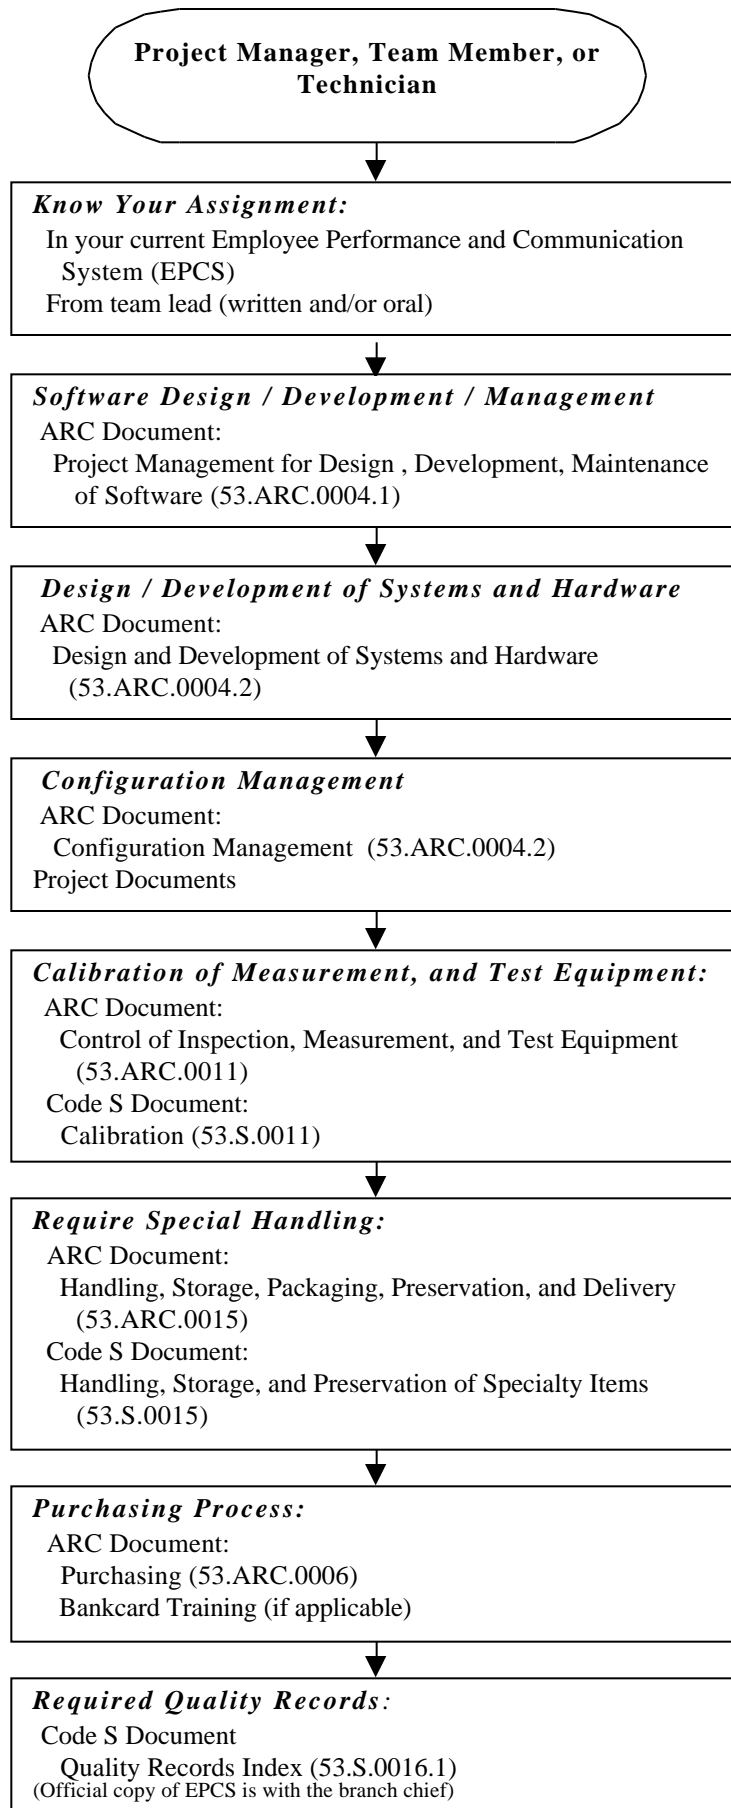 Project Manager, Team Member, or
Technician
Know Your Assignment:
In your current Employee Performance and Communication
System (EPCS)
From team lead (written and/or oral)
Software Design / Development / Management
ARC Document:
Project Management for Design , Development, Maintenance
of Software (53.ARC.0004.1)
Design / Development of Systems and Hardware
ARC Document:
Design and Development of Systems and Hardware
(53.ARC.0004.2)
Configuration Management
ARC Document:
Configuration Management (53.ARC.0004.2)
Project Documents
Calibration of Measurement, and Test Equipment:
ARC Document:
Control of Inspection, Measurement, and Test Equipment
(53.ARC.0011)
Code S Document:
Calibration (53.S.0011)
Require Special Handling:
ARC Document:
Handling, Storage, Packaging, Preservation, and Delivery
(53.ARC.0015)
Code S Document:
Handling, Storage, and Preservation of Specialty Items
(53.S.0015)
Purchasing Process:
ARC Document:
Purchasing (53.ARC.0006)
Bankcard Training (if applicable)
Required Quality Records:
Code S Document
Quality Records Index (53.S.0016.1)
(Official copy of EPCS is with the branch chief)